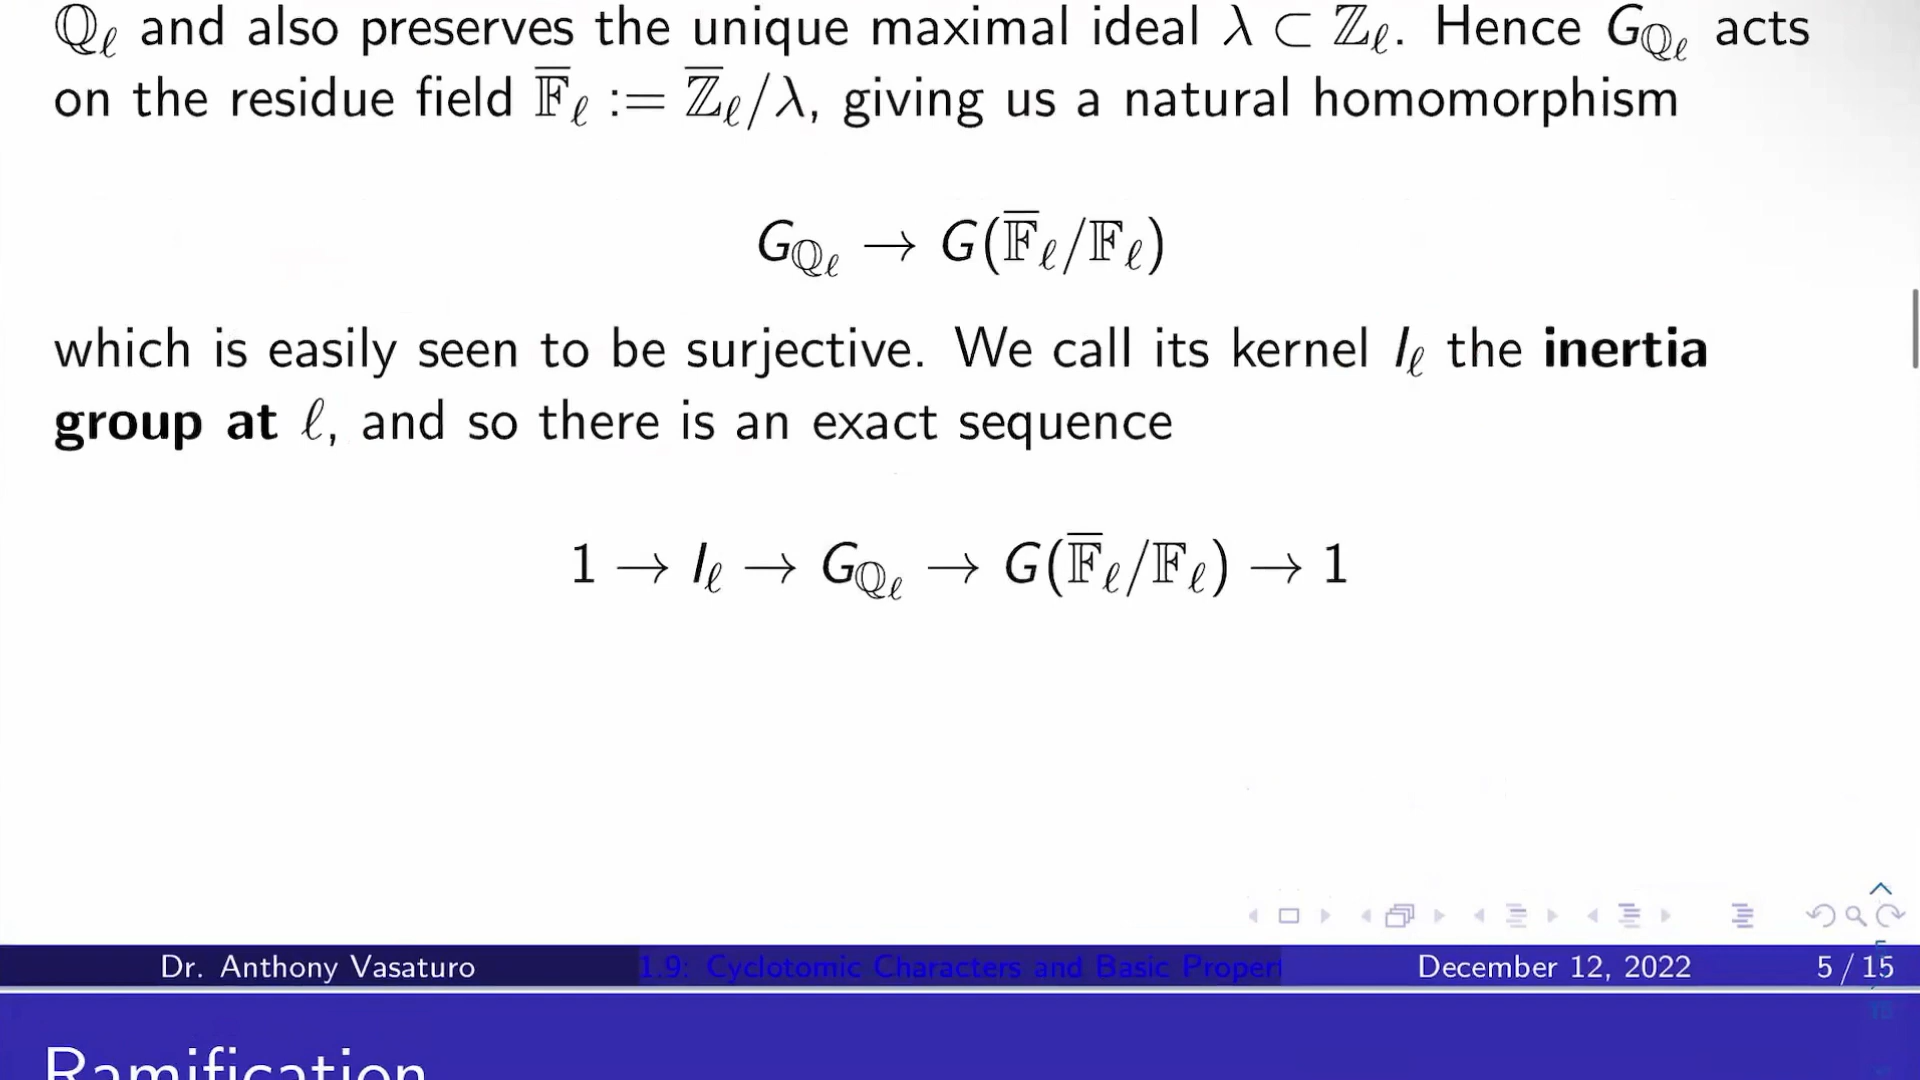 ℚ_ℓ and also preserves the unique maximal ideal λ ⊂ ℤ_ℓ. Hence G_{ℚ_ℓ} acts
on the residue field F̅_ℓ := Z̅_ℓ/λ, giving us a natural homomorphism
G_{ℚ_ℓ} → G(F̅_ℓ/𝔽_ℓ)
which is easily seen to be surjective. We call its kernel I_ℓ the inertia
group at ℓ, and so there is an exact sequence
1 → I_ℓ → G_{ℚ_ℓ} → G(F̅_ℓ/𝔽_ℓ) → 1
Dr. Anthony Vasaturo 1.9: Cyclotomic Characters and Basic Propert December 12, 2022 5 / 15
Ramification